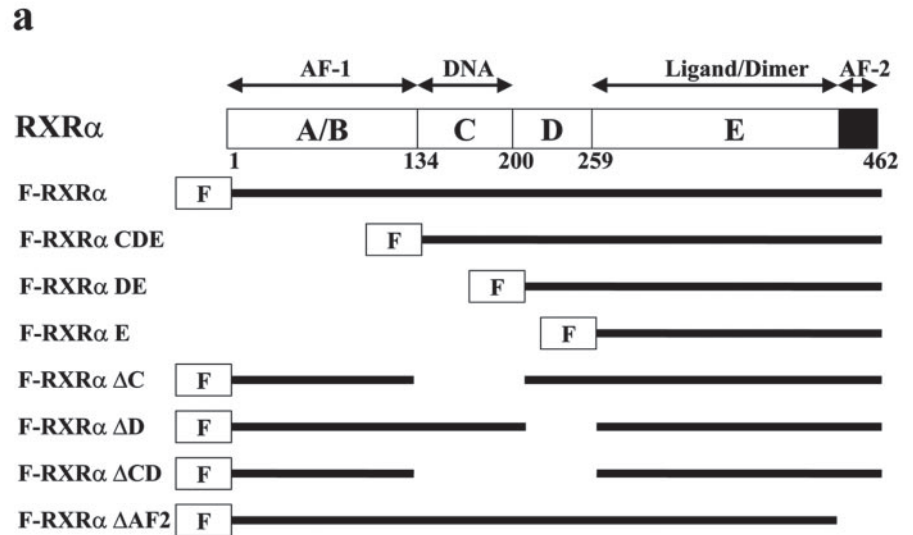 a
AF-1 DNA Ligand/Dimer AF-2
RXRα A/B C D E
1 134 200 259 462
F-RXRα F
F-RXRα CDE F
F-RXRα DE F
F-RXRα E F
F-RXRα ΔC F
F-RXRα ΔD F
F-RXRα ΔCD F
F-RXRα ΔAF2 F